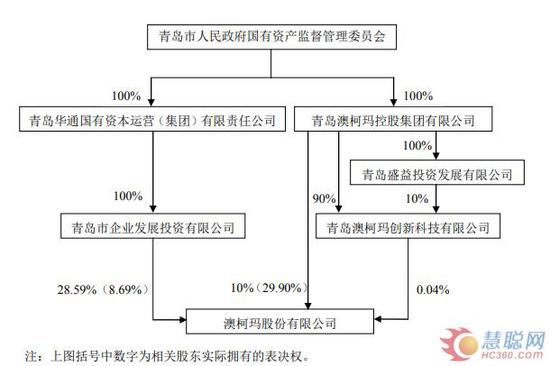 青岛市人民政府国有资产监督管理委员会
100%
100%
青岛华通国有资本运营（集团）有限责任公司
青岛澳柯玛控股集团有限公司
100%
青岛盛益投资发展有限公司
100%
90%
10%
青岛市企业发展投资有限公司
青岛澳柯玛创新科技有限公司
28.59%（8.69%）
10%（29.90%）
0.04%
澳柯玛股份有限公司
注：上图括号中数字为相关股东实际拥有的表决权。
慧聪网
HC360.com